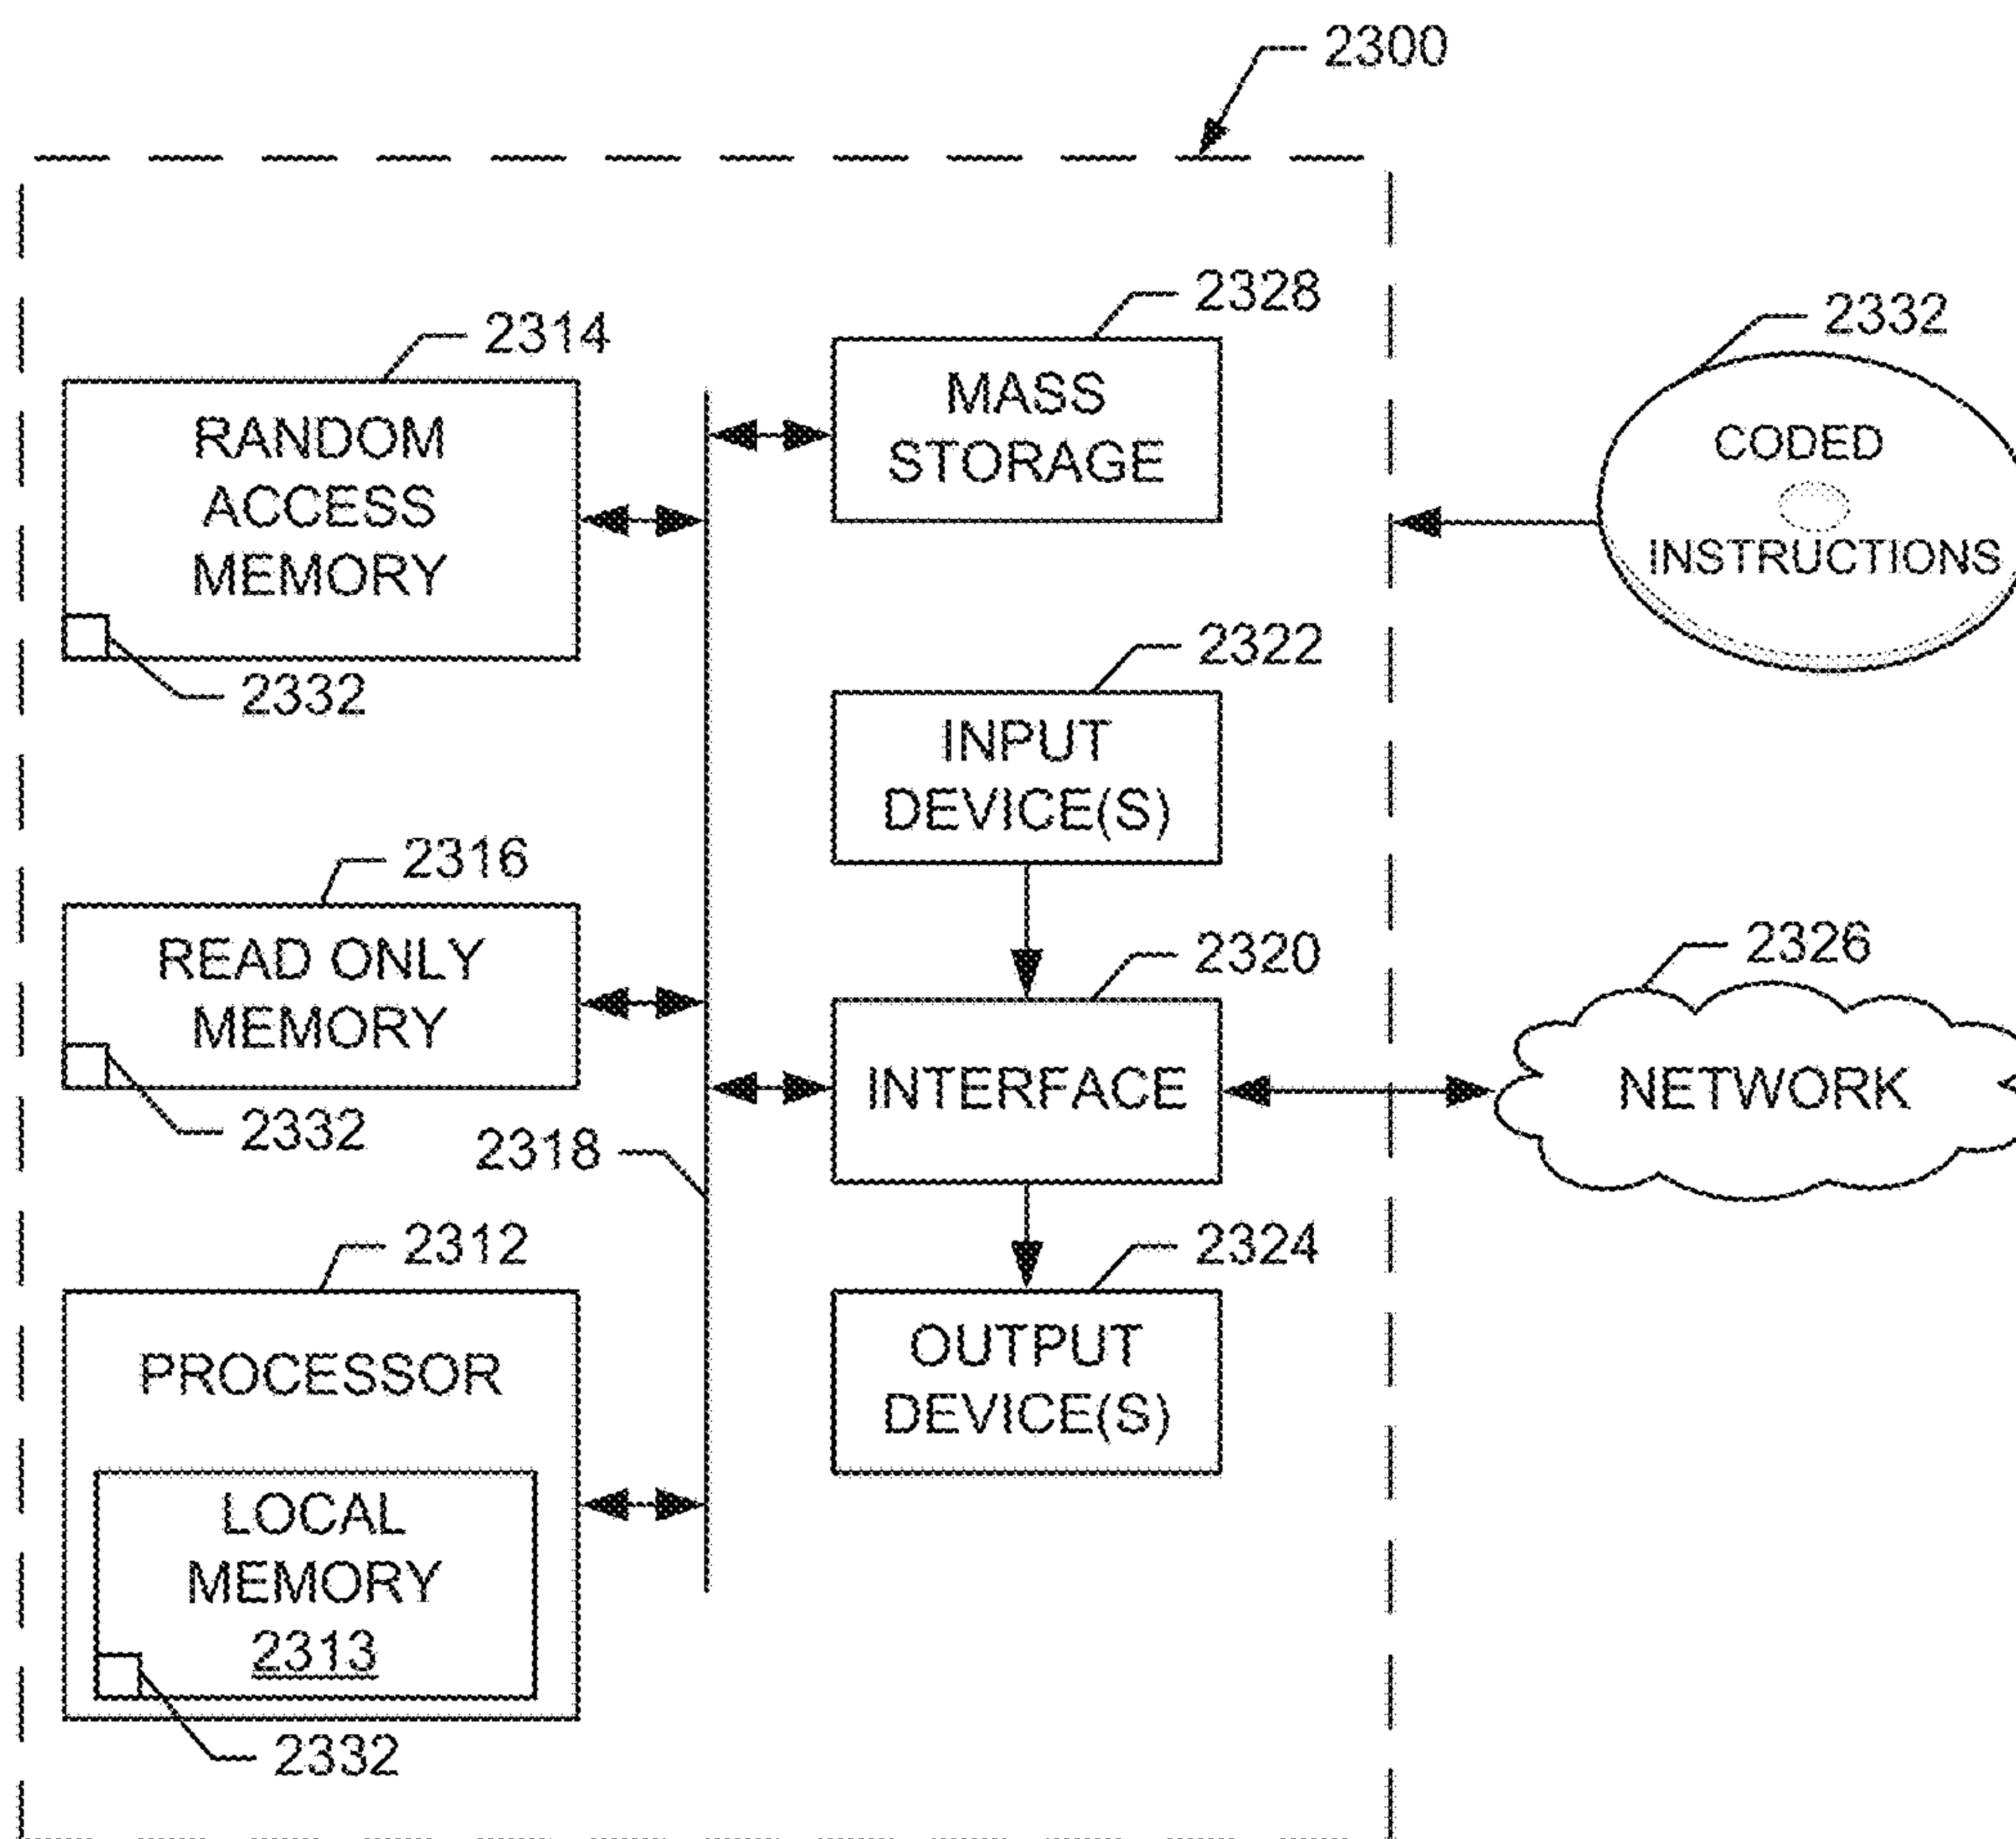 2300
2328
2314
2332
MASS
STORAGE
RANDOM
ACCESS
MEMORY
CODED
INSTRUCTIONS
2332
2322
INPUT
DEVICE(S)
2316
READ ONLY
MEMORY
2332
2320
INTERFACE
2326
NETWORK
2318
2312
PROCESSOR
LOCAL
MEMORY
2313
2332
2324
OUTPUT
DEVICE(S)